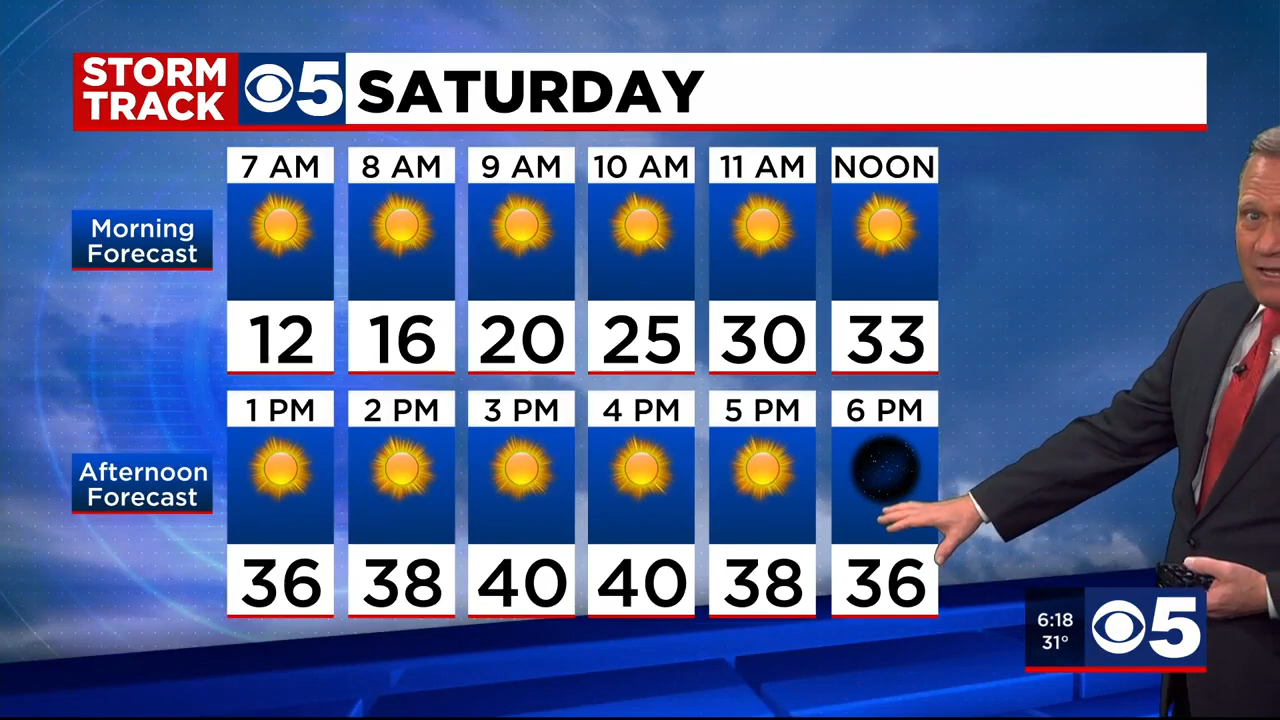 STORM
TRACK
5 SATURDAY
7 AM 8 AM 9 AM 10 AM 11 AM NOON
Morning
Forecast
12 16 20 25 30 33
1 PM 2 PM 3 PM 4 PM 5 PM 6 PM
Afternoon
Forecast
36 38 40 40 38 36
6:18
31°
5